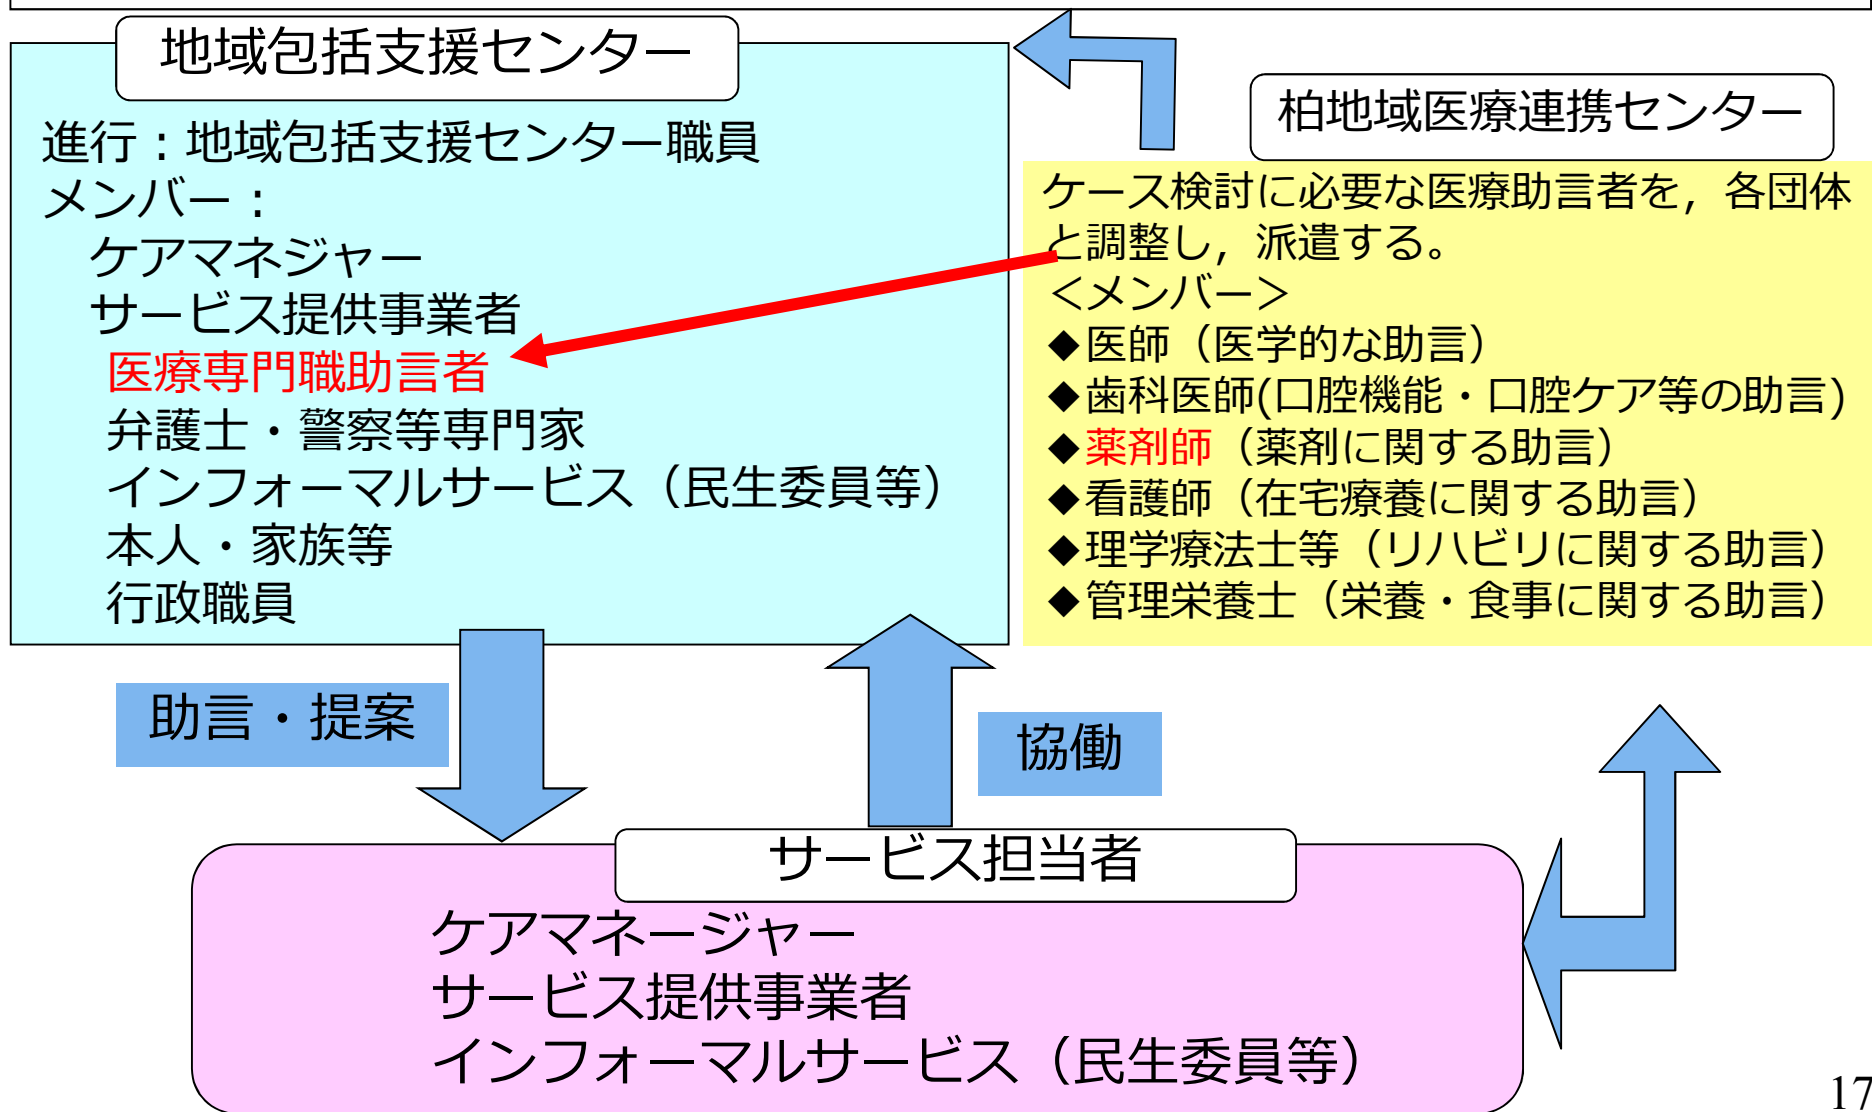 地域包括支援センター
進行：地域包括支援センター職員
メンバー：
ケアマネジャー
サービス提供事業者
医療専門職助言者
弁護士・警察等専門家
インフォーマルサービス（民生委員等）
本人・家族等
行政職員
柏地域医療連携センター
ケース検討に必要な医療助言者を，各団体
と調整し，派遣する。
＜メンバー＞
◆医師（医学的な助言）
◆歯科医師(口腔機能・口腔ケア等の助言)
◆薬剤師（薬剤に関する助言）
◆看護師（在宅療養に関する助言）
◆理学療法士等（リハビリに関する助言）
◆管理栄養士（栄養・食事に関する助言）
助言・提案
協働
サービス担当者
ケアマネージャー
サービス提供事業者
インフォーマルサービス（民生委員等）
17